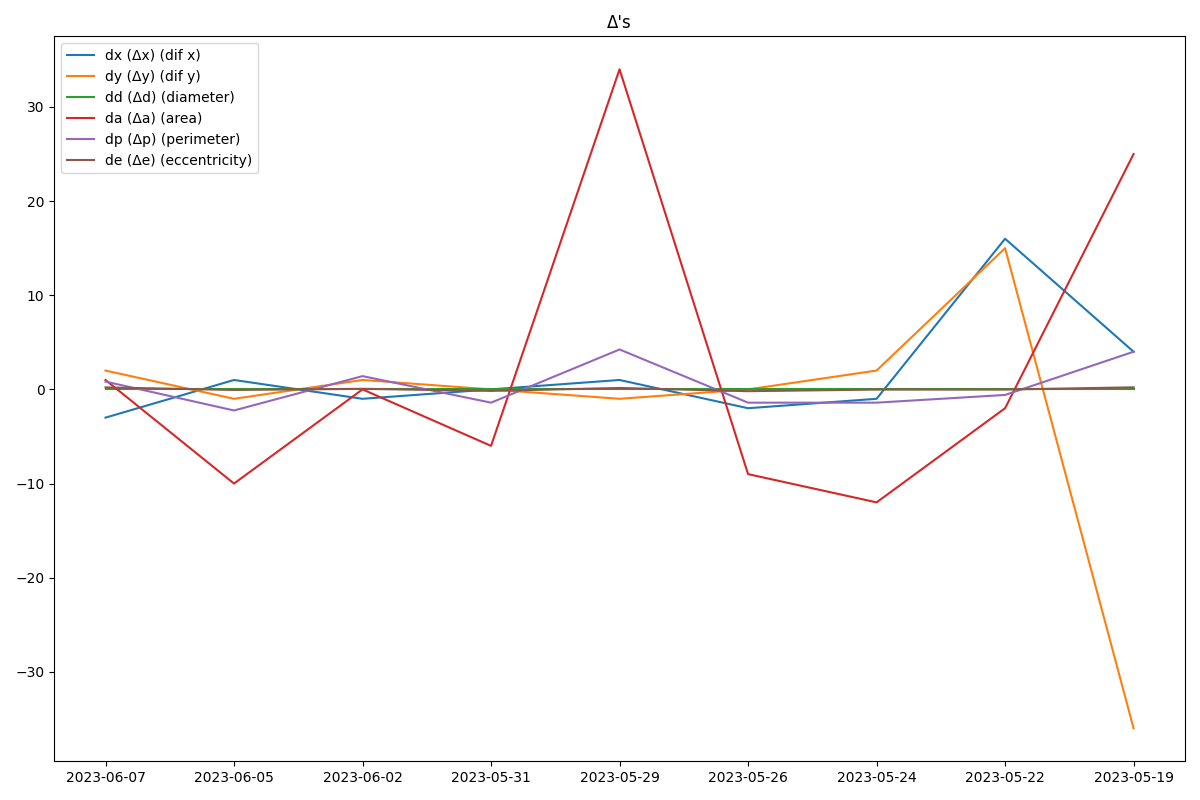 Δ's
dx (Δx) (dif x)
dy (Δy) (dif y)
dd (Δd) (diameter)
da (Δa) (area)
dp (Δp) (perimeter)
de (Δe) (eccentricity)
30
20
10
0
−10
−20
−30
2023-06-07 2023-06-05 2023-06-02 2023-05-31 2023-05-29 2023-05-26 2023-05-24 2023-05-22 2023-05-19